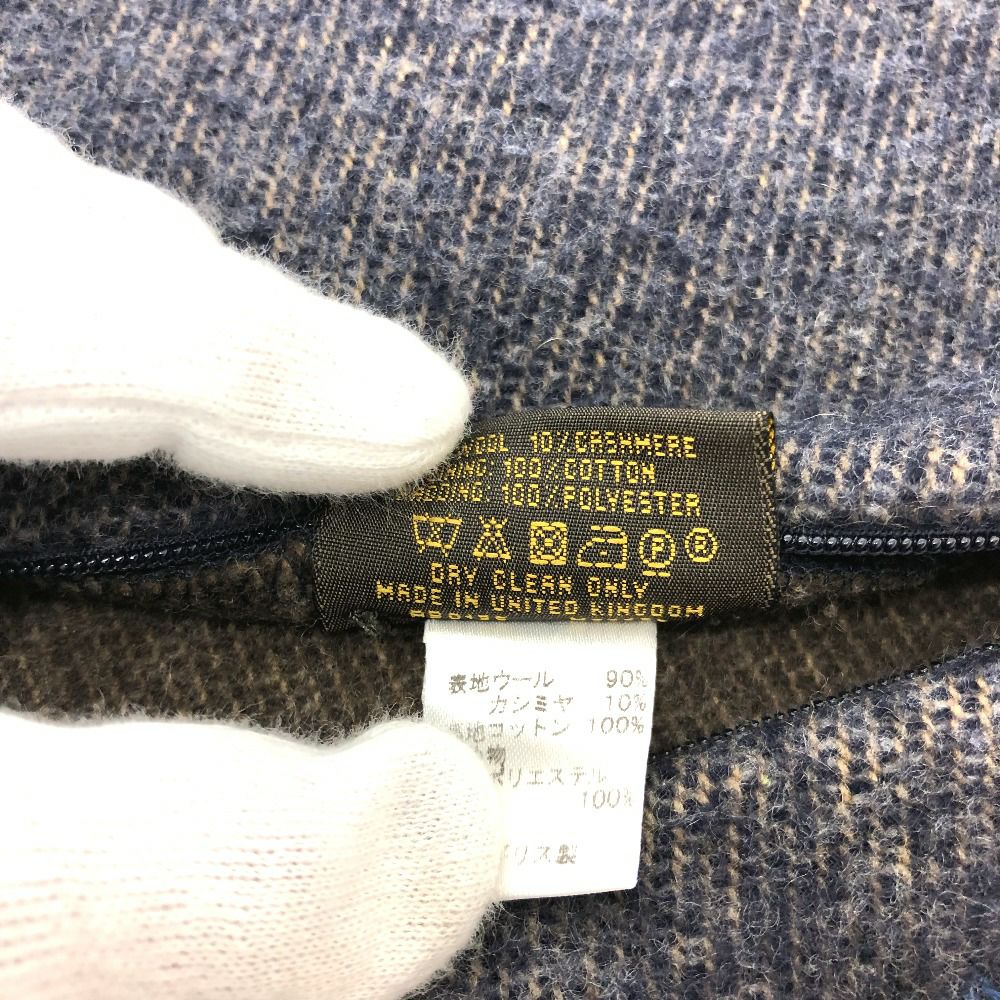 10%CASHMERE
100%COTTON
100%POLYESTER
DRY CLEAN ONLY
MADE IN UNITED KINGDOM
表地ウール 90%
カシミヤ 10%
コットン 100%
リエステル
100%
リス製